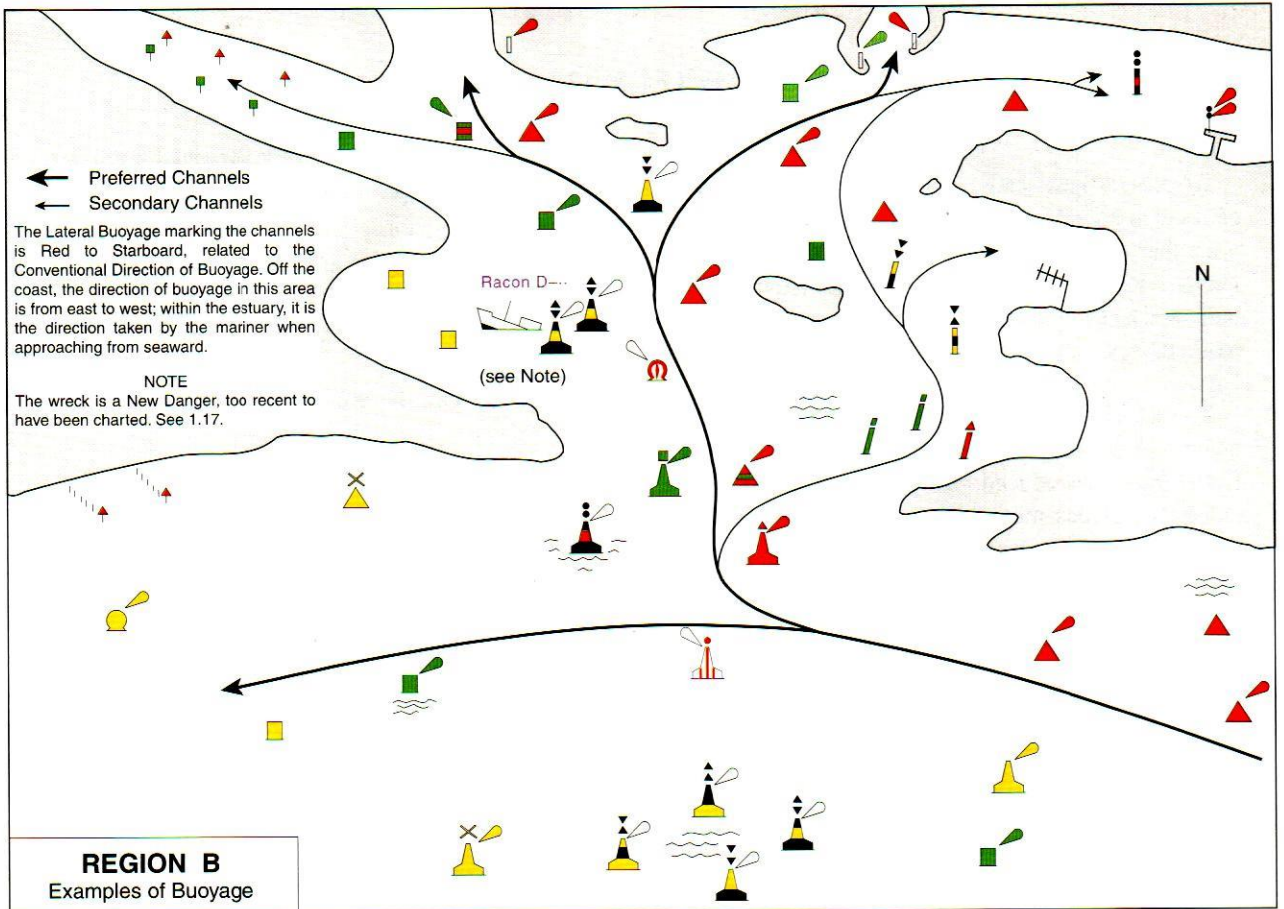 Preferred Channels
Secondary Channels
The Lateral Buoyage marking the channels
is Red to Starboard, related to the
Conventional Direction of Buoyage. Off the
coast, the direction of buoyage in this area
is from east to west; within the estuary, it is
the direction taken by the mariner when
approaching from seaward.
NOTE
The wreck is a New Danger, too recent to
have been charted. See 1.17.
Racon D–··
(see Note)
N
REGION B
Examples of Buoyage